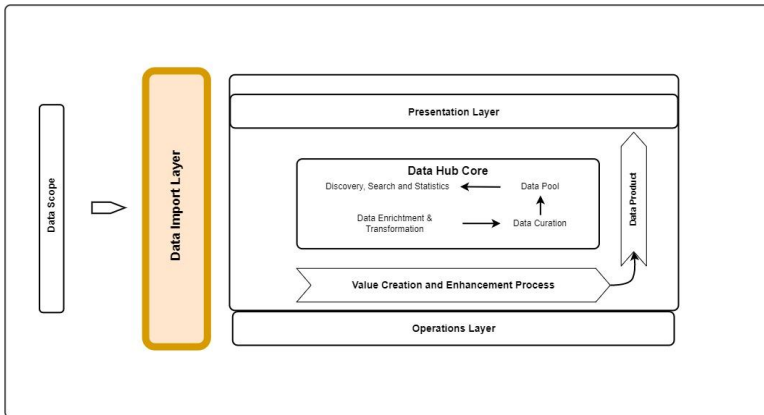 Data Scope
Data Import Layer
Presentation Layer
Data Hub Core
Discovery, Search and Statistics
Data Pool
Data Enrichtment &
Transformation
Data Curation
Data Product
Value Creation and Enhancement Process
Operations Layer